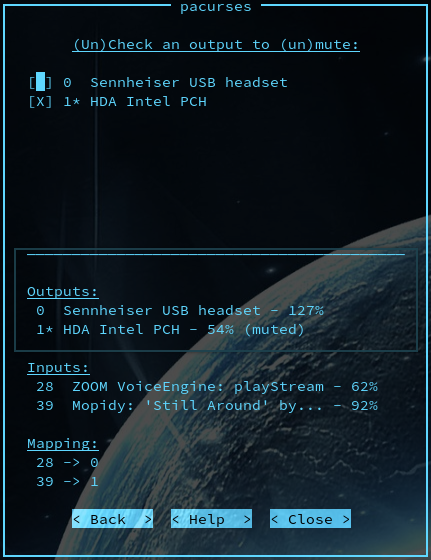 pacurses
(Un)Check an output to (un)mute:
[ ] 0  Sennheiser USB headset
[X] 1* HDA Intel PCH
Outputs:
0  Sennheiser USB headset - 127%
1* HDA Intel PCH - 54% (muted)
Inputs:
28  ZOOM VoiceEngine: playStream - 62%
39  Mopidy: 'Still Around' by... - 92%
Mapping:
28 -> 0
39 -> 1
< Back  >  < Help  >  < Close >